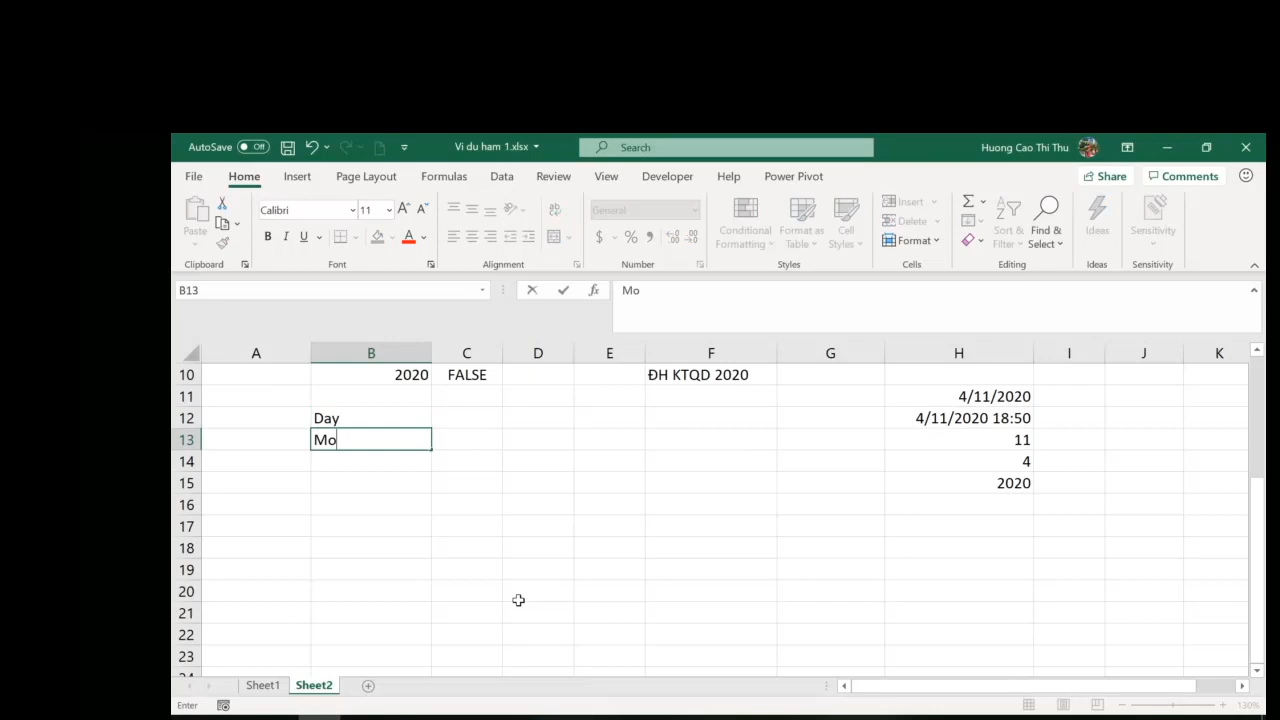 AutoSave Off Vi du ham 1.xlsx Search Huong Cao Thi Thu
File Home Insert Page Layout Formulas Data Review View Developer Help Power Pivot Share Comments
Paste Calibri 11 General Conditional Formatting Format as Table Cell Styles Insert Delete Format Sort & Filter Find & Select Ideas Sensitivity
Clipboard Font Alignment Number Styles Cells Editing Ideas Sensitivity
B13 fx Mo
A B C D E F G H I J K
10 2020 FALSE ĐH KTQD 2020
11 4/11/2020
12 Day 4/11/2020 18:50
13 Mo 11
14 4
15 2020
16
17
18
19
20
21
22
23
Sheet1 Sheet2
Enter 130%